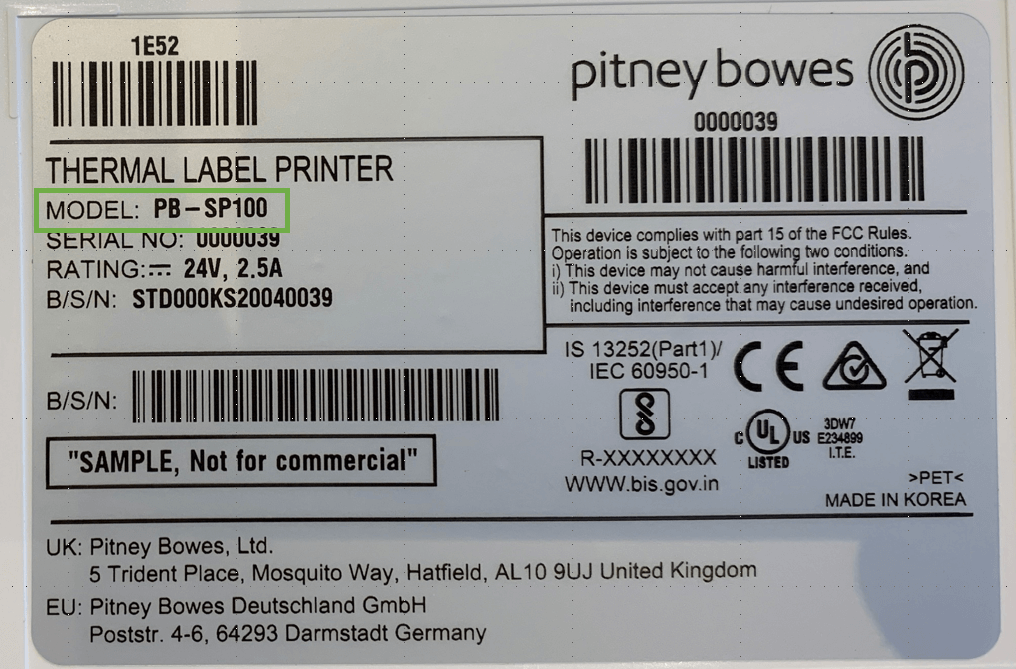 1E52
pitney bowes
0000039
THERMAL LABEL PRINTER
MODEL: PB-SP100
SERIAL NO: 0000039
RATING:⎓ 24V, 2.5A
B/S/N: STD000KS20040039
This device complies with part 15 of the FCC Rules.
Operation is subject to the following two conditions.
i) This device may not cause harmful interference, and
ii) This device must accept any interference received,
including interference that may cause undesired operation.
IS 13252(Part1)/
IEC 60950-1
CE
B/S/N:
C UL US
LISTED
3DW7
E234899
I.T.E.
R-XXXXXXXX
WWW.bis.gov.in
"SAMPLE, Not for commercial"
>PET<
MADE IN KOREA
UK: Pitney Bowes, Ltd.
5 Trident Place, Mosquito Way, Hatfield, AL10 9UJ United Kingdom
EU: Pitney Bowes Deutschland GmbH
Poststr. 4-6, 64293 Darmstadt Germany